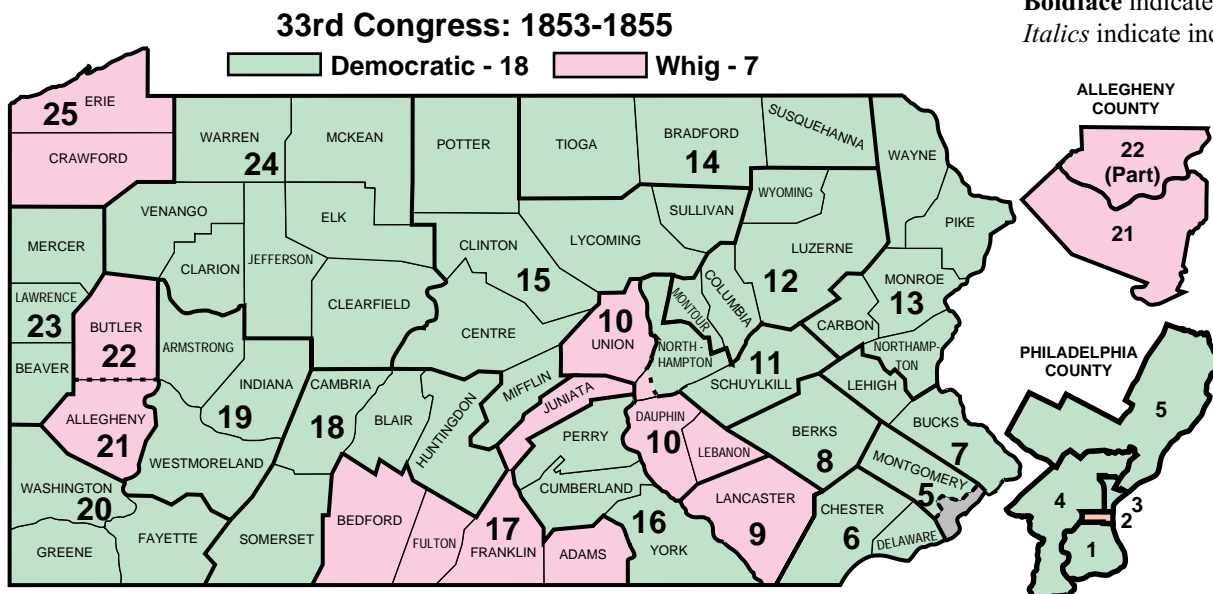 Boldface indicate
Italics indicate inc
33rd Congress: 1853-1855
Democratic - 18 Whig - 7
ALLEGHENY
COUNTY
22
(Part)
21
PHILADELPHIA
COUNTY
5
4
3
2
1
ERIE
25
CRAWFORD
WARREN
24
MCKEAN
POTTER
TIOGA
BRADFORD
14
SUSQUEHANNA
WAYNE
PIKE
VENANGO
CLARION
JEFFERSON
ELK
CLEARFIELD
CLINTON
15
LYCOMING
SULLIVAN
WYOMING
LUZERNE
12
MERCER
LAWRENCE
23
BEAVER
BUTLER
22
ARMSTRONG
INDIANA
19
CENTRE
10
UNION
MONTOUR
COLUMBIA
NORTH -
HAMPTON
11
SCHUYLKILL
CARBON
MONROE
13
NORTHAMP-
TON
LEHIGH
BUCKS
7
ALLEGHENY
21
WESTMORELAND
CAMBRIA
18
BLAIR
HUNTINGDON
MIFFLIN
JUNIATA
PERRY
DAUPHIN
10
LEBANON
BERKS
8
MONTGOMERY
5
WASHINGTON
20
GREENE
FAYETTE
SOMERSET
BEDFORD
FULTON
17
FRANKLIN
CUMBERLAND
ADAMS
16
YORK
LANCASTER
9
CHESTER
6
DELAWARE